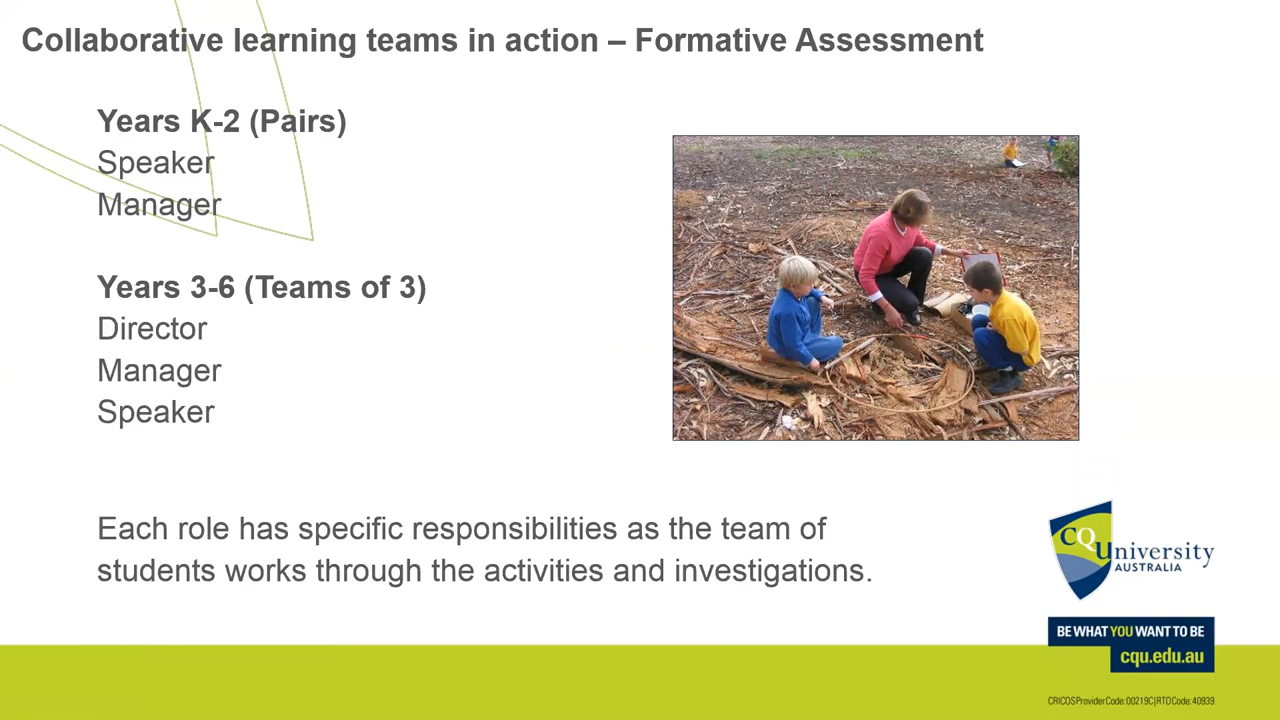 Collaborative learning teams in action – Formative Assessment
Years K-2 (Pairs)
Speaker
Manager
Years 3-6 (Teams of 3)
Director
Manager
Speaker
Each role has specific responsibilities as the team of
students works through the activities and investigations.
CQUniversity
AUSTRALIA
BE WHAT YOU WANT TO BE
cqu.edu.au
CRICOS Provider Code: 00219C | RTO Code: 40939